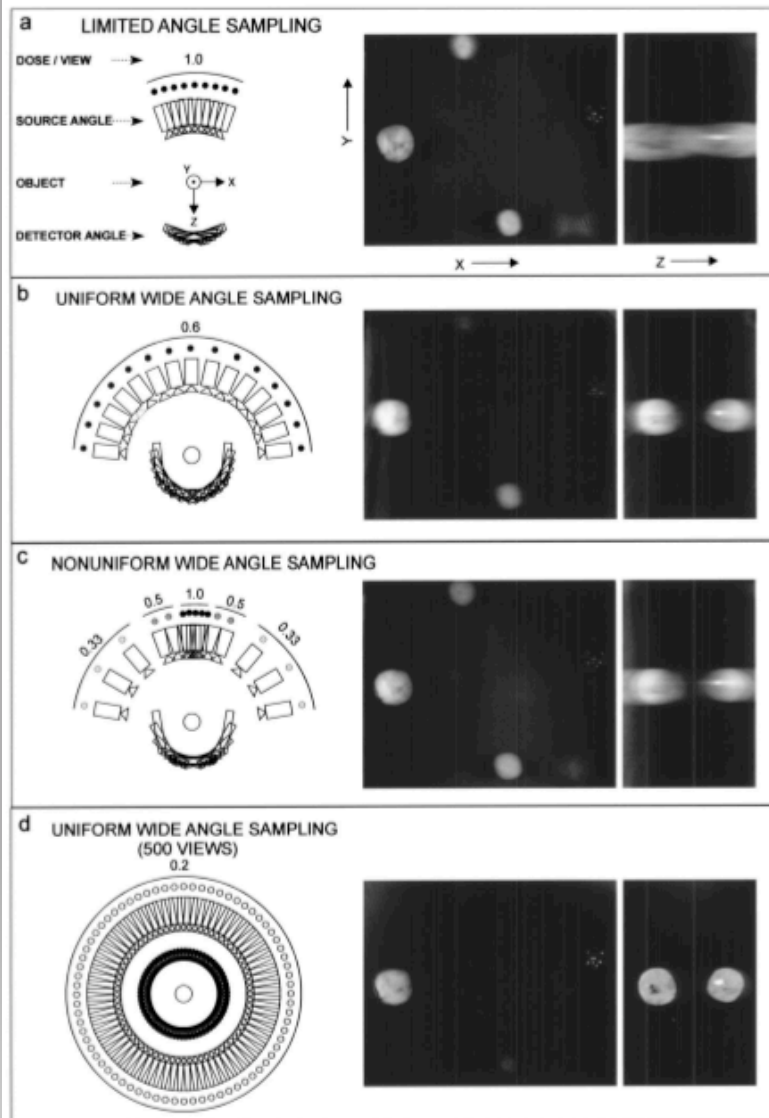 a
LIMITED ANGLE SAMPLING
DOSE / VIEW
1.0
SOURCE ANGLE
OBJECT
Y
X
Z
DETECTOR ANGLE
Y
X
Z
b
UNIFORM WIDE ANGLE SAMPLING
0.6
c
NONUNIFORM WIDE ANGLE SAMPLING
0.33
0.5
1.0
0.5
0.33
d
UNIFORM WIDE ANGLE SAMPLING
(500 VIEWS)
0.2